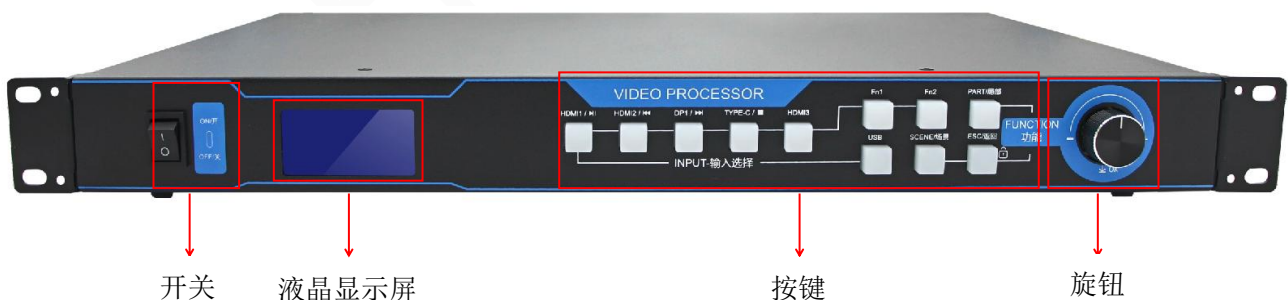 VIDEO PROCESSOR
Fn1
Fn2
PART/局部
HDMI1 / ⏯
HDMI2 / ⏮
DP1 / ⏭
TYPE-C / ■
HDMI3
ON/开
OFF/关
I
O
FUNCTION
功能
USB
SCENE/场景
ESC/返回
INPUT-输入选择
OK
开关
液晶显示屏
按键
旋钮